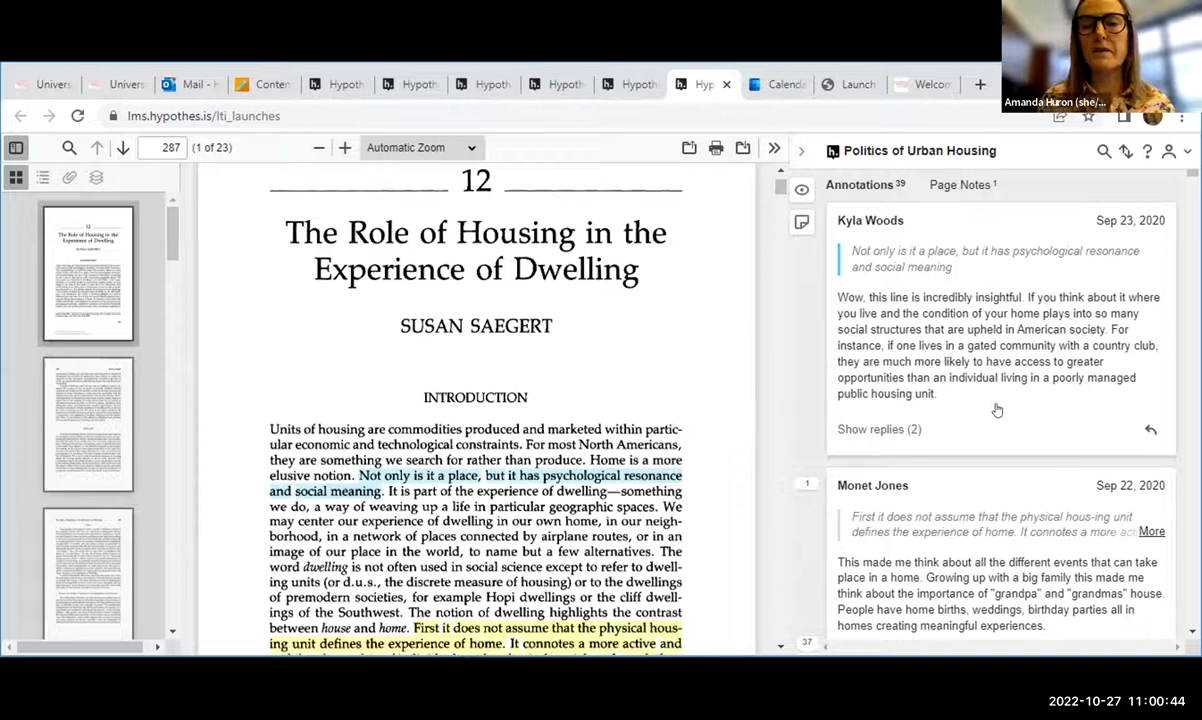 Univers
Univers
Mail - H
Conten
Hypoth
Hypoth
Hypoth
Hypoth
Hypoth
Hyp
Calenda
Launch
Welcom
Amanda Huron (she/...
lms.hypothes.is/lti_launches
287 (1 of 23)
Automatic Zoom
Politics of Urban Housing
12
The Role of Housing in the
Experience of Dwelling
SUSAN SAEGERT
INTRODUCTION
Units of housing are commodities produced and marketed within partic-
ular economic and technological constraints. For most North Americans,
they are something we search for rather than produce. Home is a more
elusive notion. Not only is it a place, but it has psychological resonance
and social meaning. It is part of the experience of dwelling—something
we do, a way of weaving up a life in particular geographic spaces. We
may center our experience of dwelling in our own home, in our neigh-
borhood, in a network of places connected by airplane routes, or in an
image of our place in the world, to name but a few alternatives. The
word dwelling is not often used in social science except to refer to dwell-
ing units (or d.u.s., the discrete measure of housing) or to the dwellings
of premodern societies, for example Hopi dwellings or the cliff dwell-
ings of the Southwest. The notion of dwelling highlights the contrast
between house and home. First it does not assume that the physical hous-
ing unit defines the experience of home. It connotes a more active and
Annotations 39 Page Notes 1
Kyla Woods Sep 23, 2020
Not only is it a place, but it has psychological resonance
and social meaning
Wow, this line is incredibly insightful. If you think about it where
you live and the condition of your home plays into so many
social structures that are upheld in American society. For
instance, if one lives in a gated community with a country club,
they are much more likely to have access to greater
opportunities than an individual living in a poorly managed
public housing unit.
Show replies (2)
1
Monet Jones Sep 22, 2020
First it does not assume that the physical hous-ing unit
defines the experience of home. It connotes a more act More
This made me think about all the different events that can take
place in a home. Growing up with a big family this made me
think about the importance of "grandpa" and "grandmas" house.
People have home births, weddings, birthday parties all in
homes creating meaningful experiences.
37
2022-10-27 11:00:44